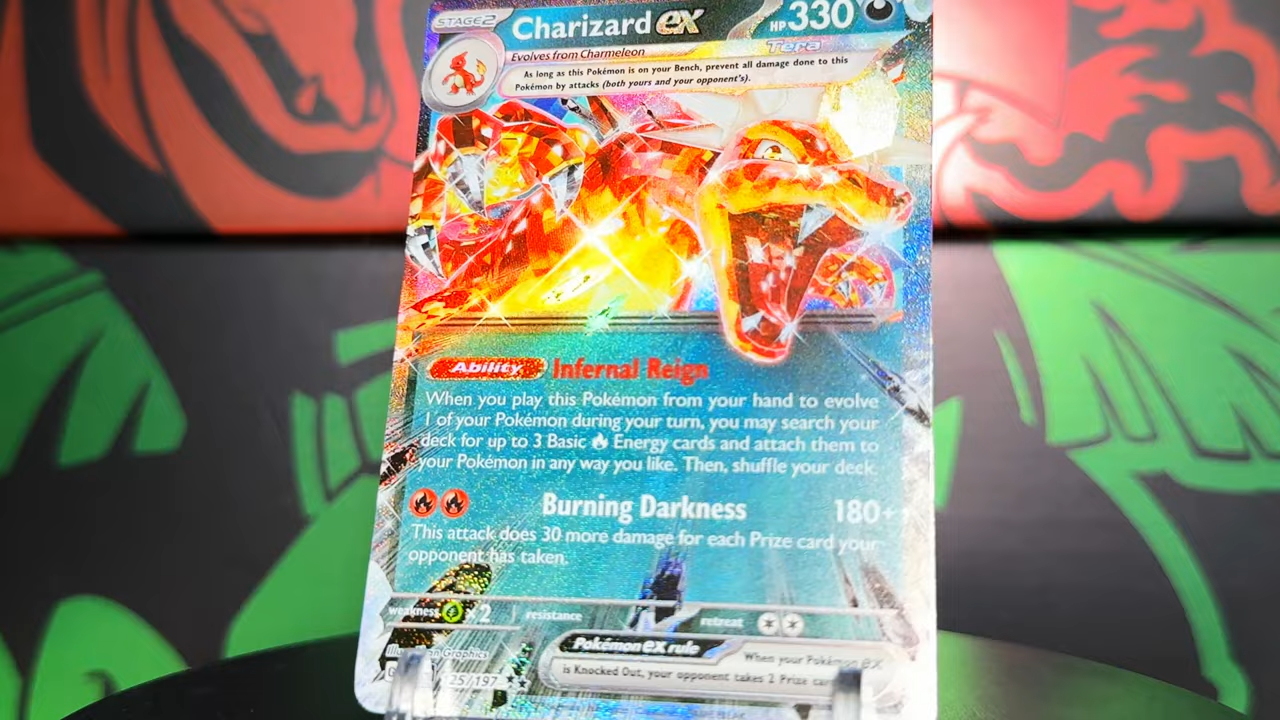 STAGE2 Charizard ex HP 330
Evolves from Charmeleon Tera
As long as this Pokémon is on your Bench, prevent all damage done to this
Pokémon by attacks (both yours and your opponent's).
Ability Infernal Reign
When you play this Pokémon from your hand to evolve
1 of your Pokémon during your turn, you may search your
deck for up to 3 Basic Energy cards and attach them to
your Pokémon in any way you like. Then, shuffle your deck.
Burning Darkness 180+
This attack does 30 more damage for each Prize card your
opponent has taken.
weakness ×2 resistance retreat
Pokémon ex rule
When your Pokémon ex
is Knocked Out, your opponent takes 2 Prize
Graphics
25/197